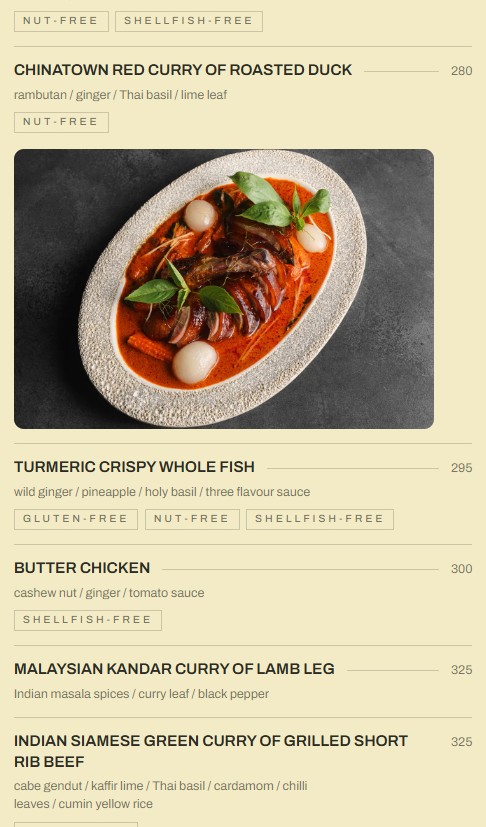 NUT-FREE SHELLFISH-FREE
CHINATOWN RED CURRY OF ROASTED DUCK 280
rambutan / ginger / Thai basil / lime leaf
NUT-FREE
TURMERIC CRISPY WHOLE FISH 295
wild ginger / pineapple / holy basil / three flavour sauce
GLUTEN-FREE NUT-FREE SHELLFISH-FREE
BUTTER CHICKEN 300
cashew nut / ginger / tomato sauce
SHELLFISH-FREE
MALAYSIAN KANDAR CURRY OF LAMB LEG 325
Indian masala spices / curry leaf / black pepper
INDIAN SIAMESE GREEN CURRY OF GRILLED SHORT 325
RIB BEEF
cabe gendut / kaffir lime / Thai basil / cardamom / chilli
leaves / cumin yellow rice